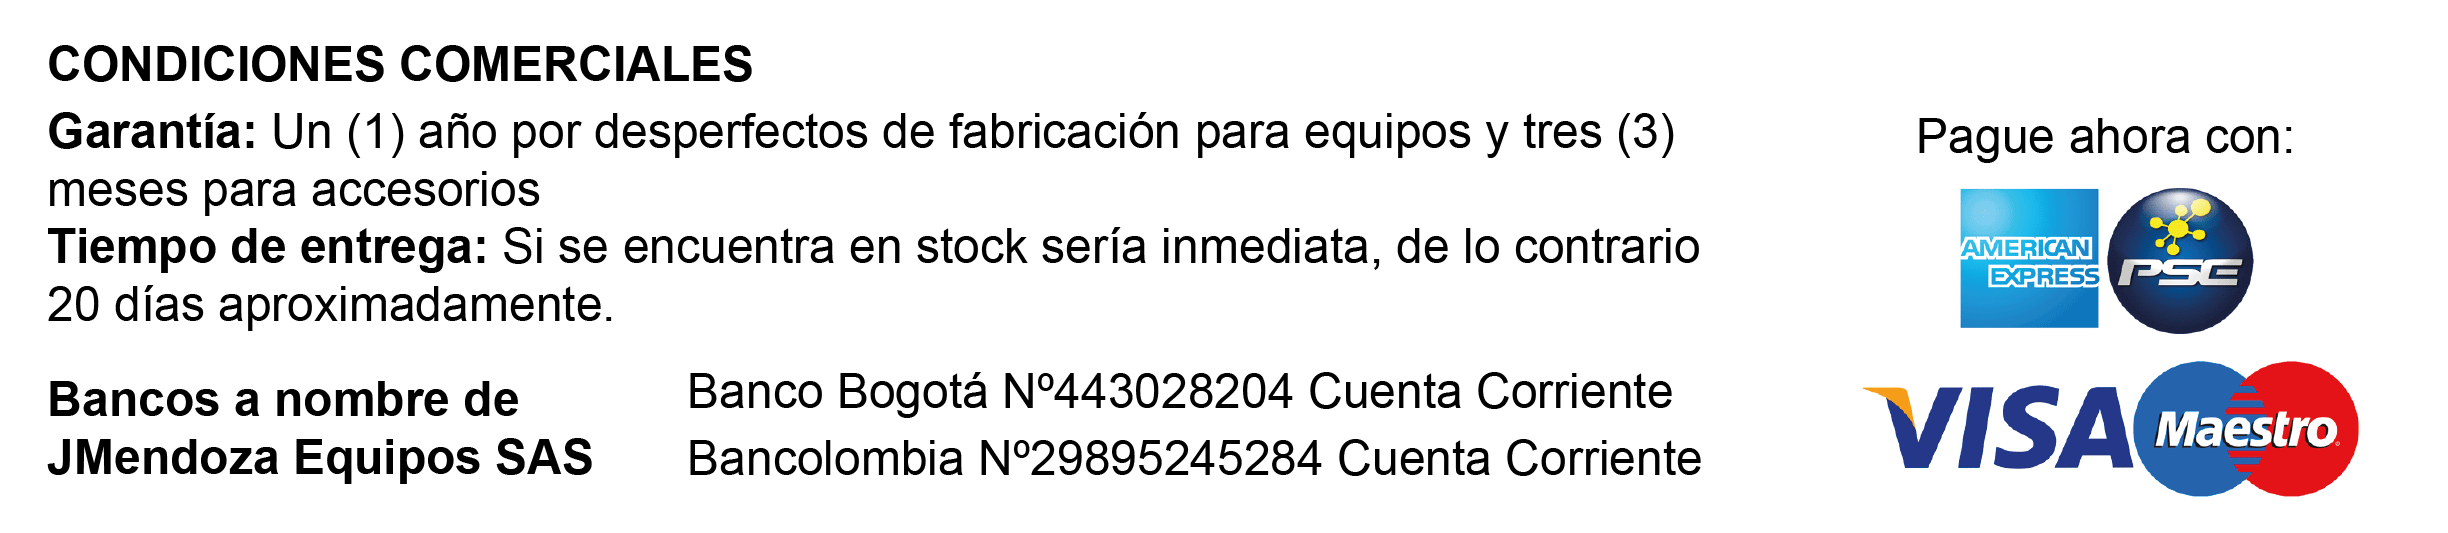 CONDICIONES COMERCIALES
Garantía: Un (1) año por desperfectos de fabricación para equipos y tres (3)
meses para accesorios
Tiempo de entrega: Si se encuentra en stock sería inmediata, de lo contrario
20 días aproximadamente.
Bancos a nombre de
JMendoza Equipos SAS
Banco Bogotá Nº443028204 Cuenta Corriente
Bancolombia Nº29895245284 Cuenta Corriente
Pague ahora con:
AMERICAN
EXPRESS
PSE
VISA
Maestro